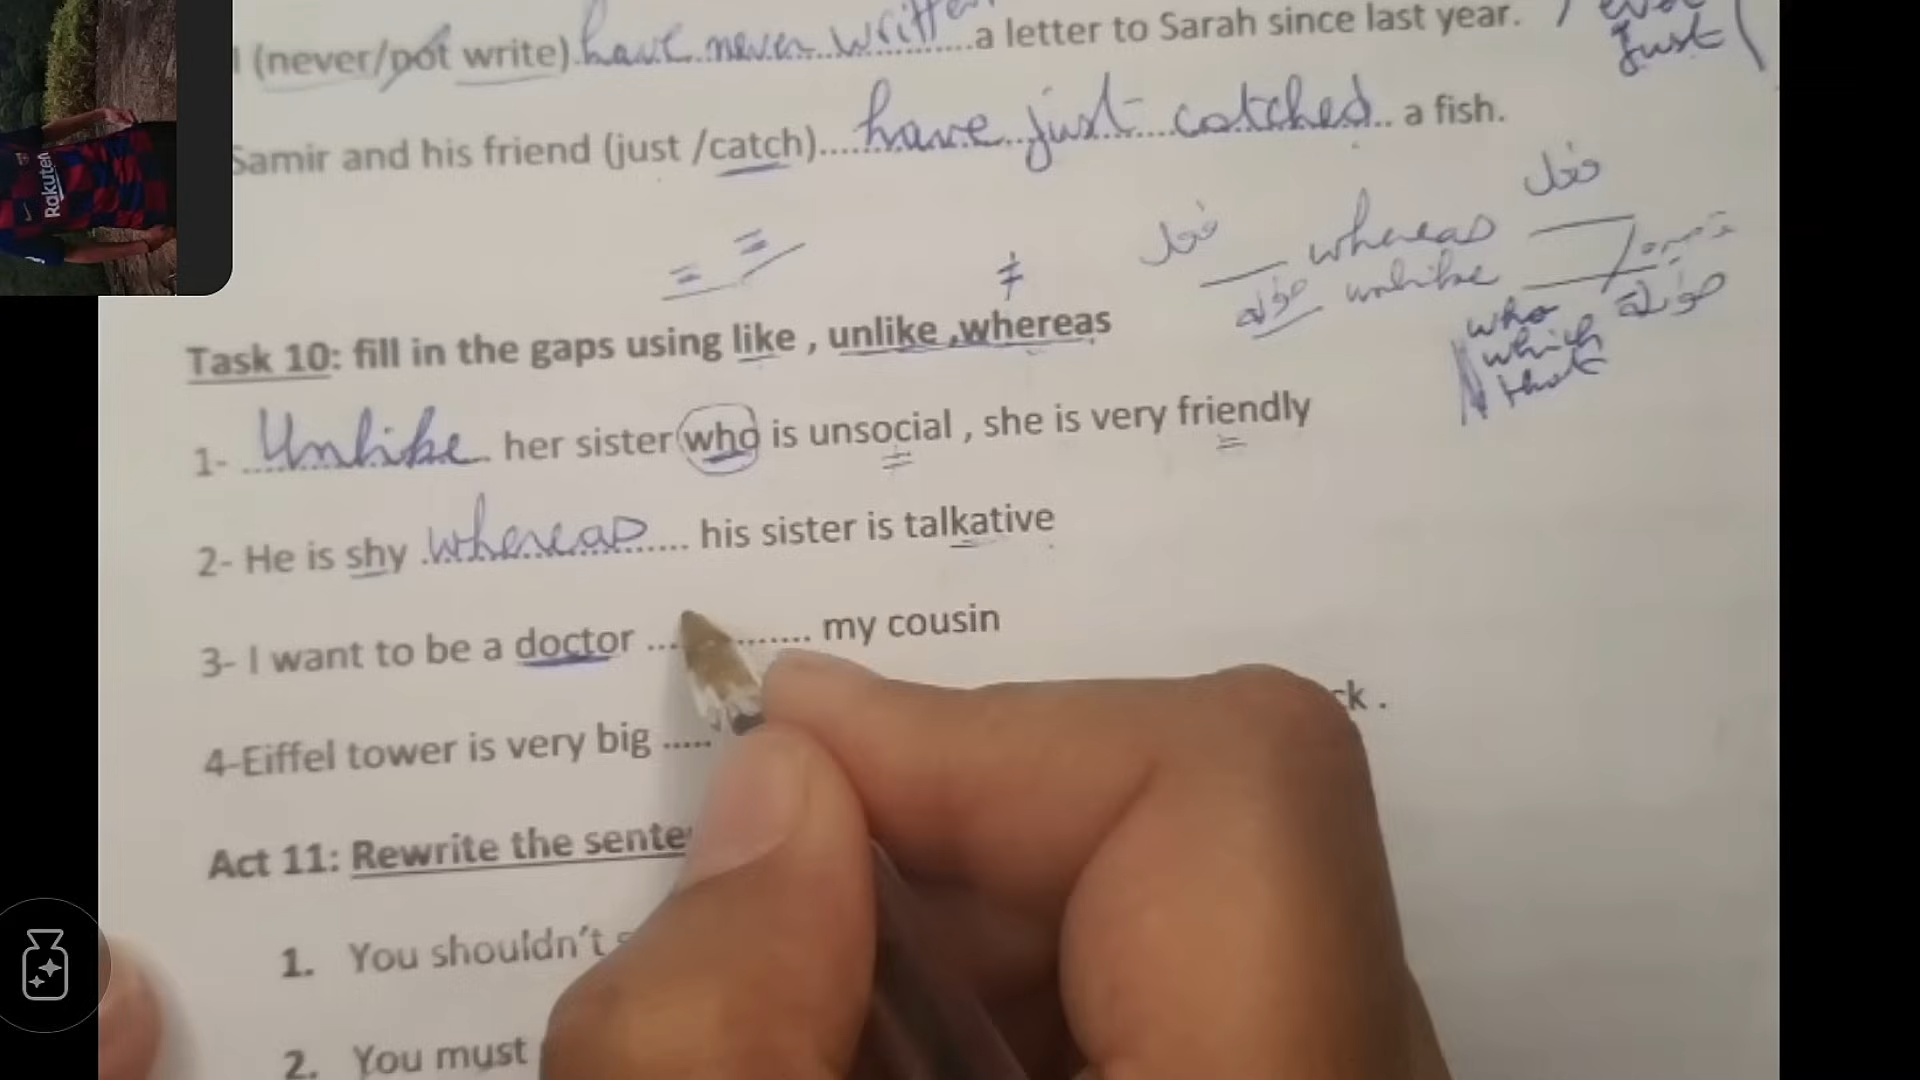 Rakuten
I (never/not write) have never written a letter to Sarah since last year.
just
Samir and his friend (just /catch)....have just catched.. a fish.
فعل whereas فعل
unlike
صفة
who
which
that
= =
≠
Task 10: fill in the gaps using like , unlike ,whereas
1- Unlike her sister who is unsocial , she is very friendly
2- He is shy whereas his sister is talkative
3- I want to be a doctor ............ my cousin
4-Eiffel tower is very big .....
ck .
Act 11: Rewrite the sente
1. You shouldn't s
2. You must